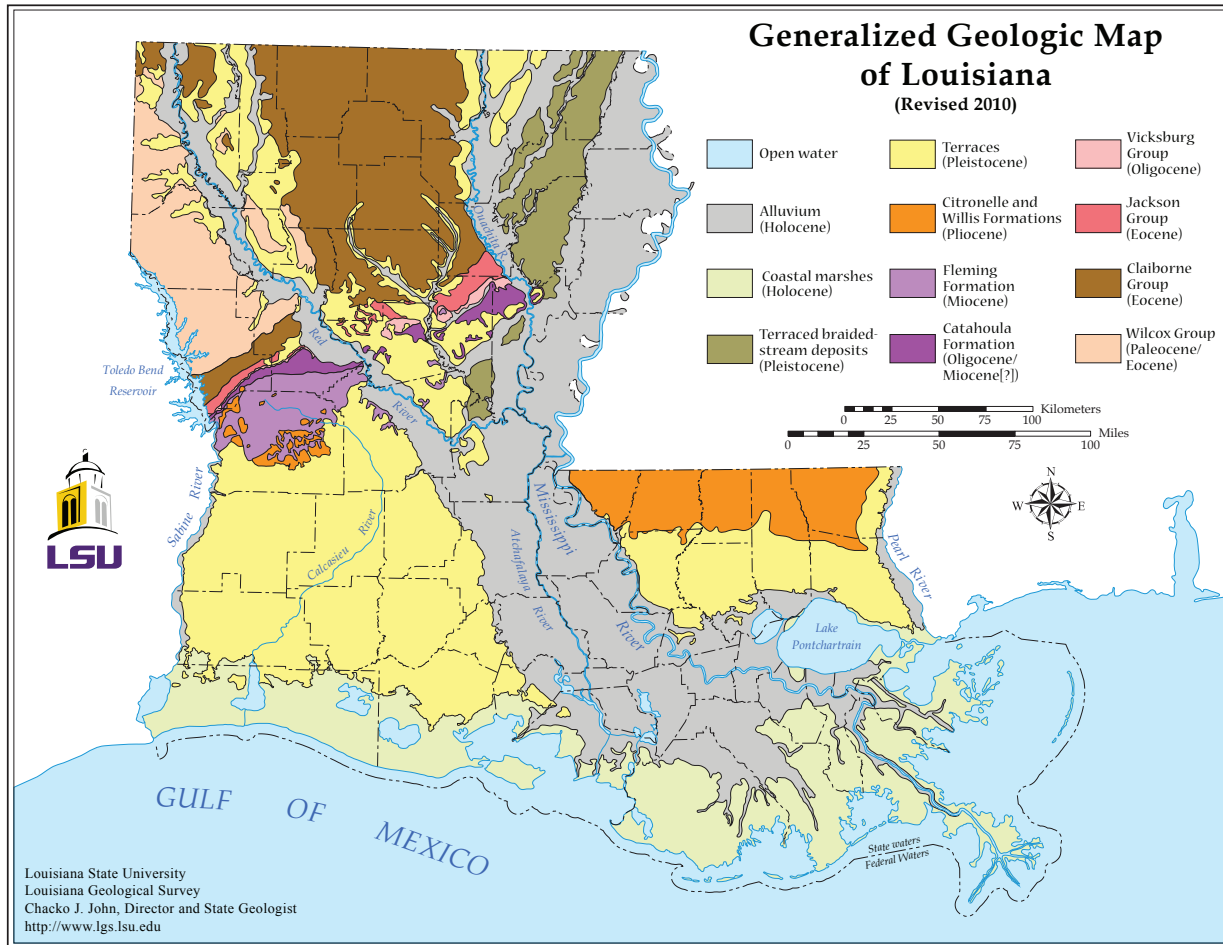 Generalized Geologic Map
of Louisiana
(Revised 2010)
Open water
Alluvium
(Holocene)
Coastal marshes
(Holocene)
Terraced braided-
stream deposits
(Pleistocene)
Terraces
(Pleistocene)
Citronelle and
Willis Formations
(Pliocene)
Fleming
Formation
(Miocene)
Catahoula
Formation
(Oligocene/
Miocene[?])
Vicksburg
Group
(Oligocene)
Jackson
Group
(Eocene)
Claiborne
Group
(Eocene)
Wilcox Group
(Paleocene/
Eocene)
0 25 50 75 100 Kilometers
0 25 50 75 100 Miles
N
W E
S
Ouachita R.
Red
River
Toledo Bend
Reservoir
LSU
Sabine River
Calcasieu River
Atchafalaya River
Mississippi River
Pearl River
Lake
Pontchartrain
GULF OF MEXICO
State waters
Federal Waters
Louisiana State University
Louisiana Geological Survey
Chacko J. John, Director and State Geologist
http://www.lgs.lsu.edu